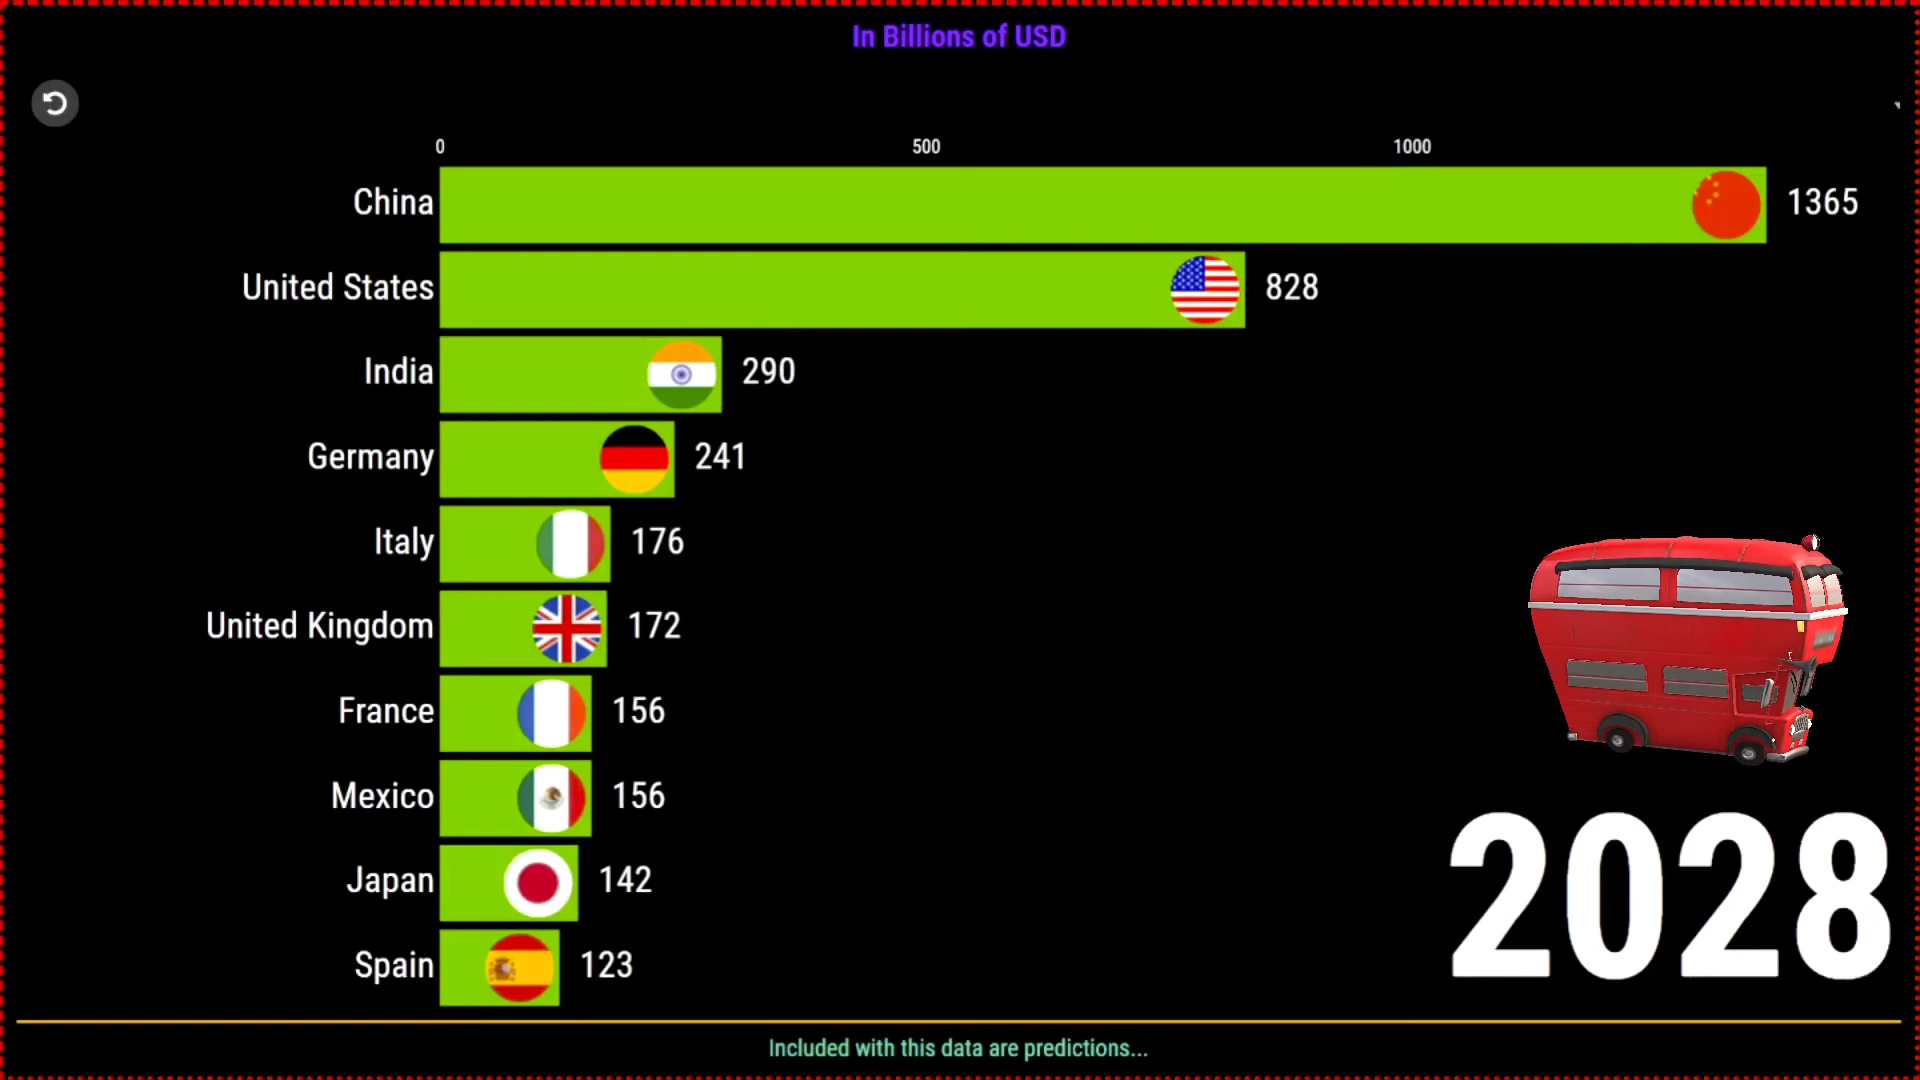 In Billions of USD
0 500 1000
China 1365
United States 828
India 290
Germany 241
Italy 176
United Kingdom 172
France 156
Mexico 156
Japan 142
Spain 123
2028
Included with this data are predictions...